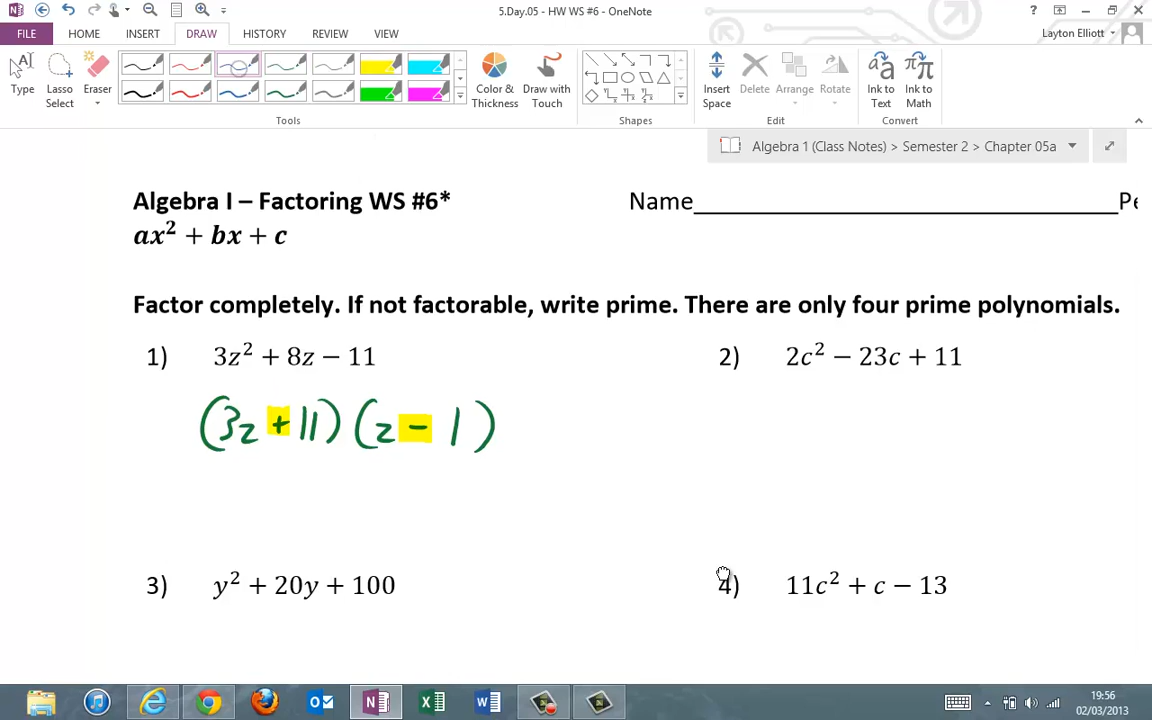 5.Day.05 - HW WS #6 - OneNote
?
FILE HOME INSERT DRAW HISTORY REVIEW VIEW Layton Elliott
Type Lasso Select Eraser Color & Thickness Draw with Touch Insert Space Delete Arrange Rotate Ink to Text Ink to Math
Tools Shapes Edit Convert
Algebra 1 (Class Notes) > Semester 2 > Chapter 05a
Algebra I – Factoring WS #6* Name______________________________ Pe
ax² + bx + c
Factor completely. If not factorable, write prime. There are only four prime polynomials.
1) 3z² + 8z − 11 2) 2c² − 23c + 11
(3z + 11) (z - 1)
3) y² + 20y + 100 4) 11c² + c − 13
19:56
02/03/2013